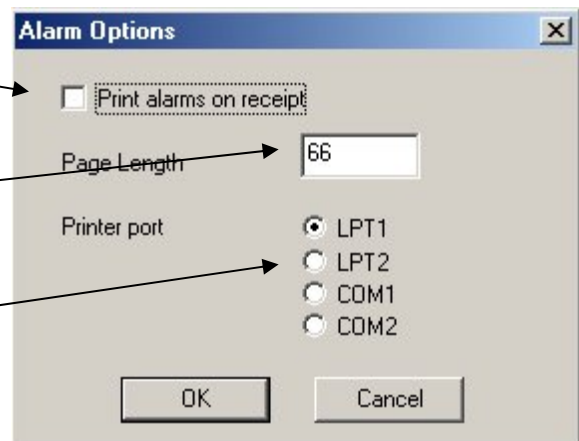 Alarm Options
Print alarms on receipt
Page Length 66
Printer port LPT1
LPT2
COM1
COM2
OK Cancel